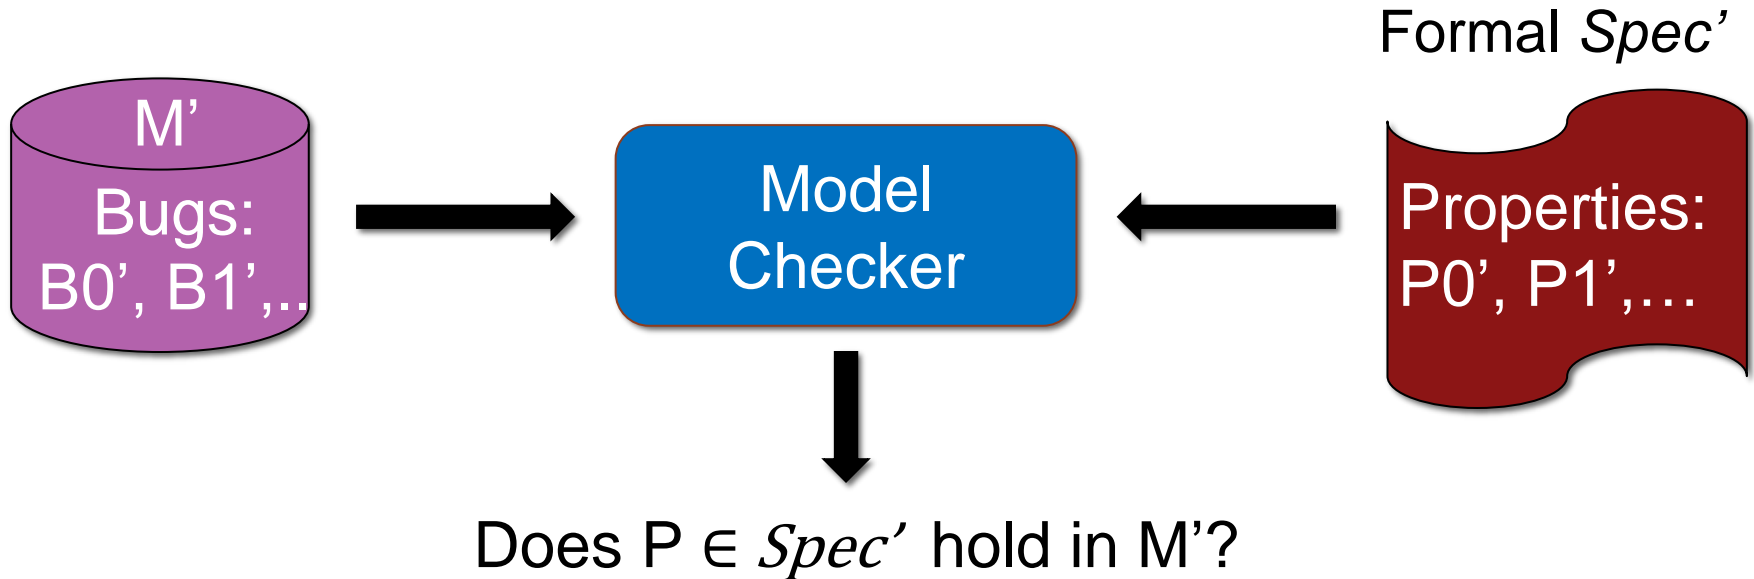 Formal Spec’
M’
Bugs:
B0’, B1’,..
Model
Checker
Properties:
P0’, P1’,…
Does P ∈ Spec’ hold in M’?